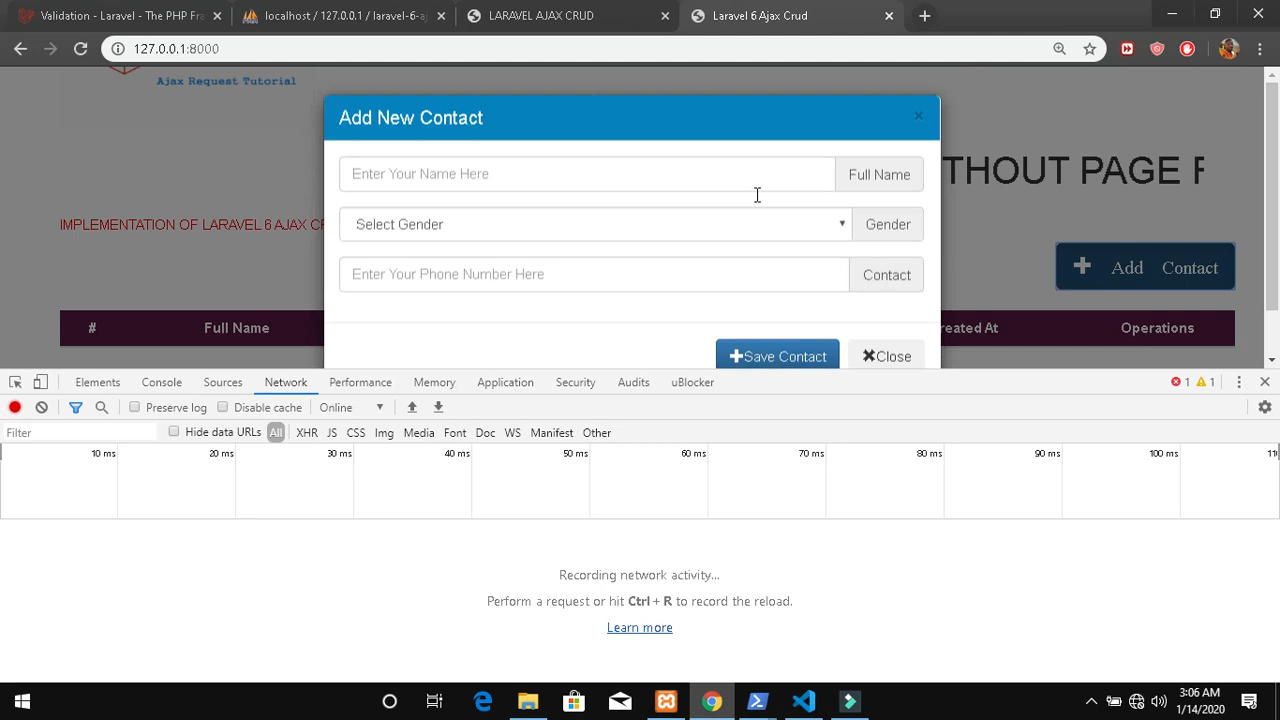 Validation - Laravel - The PHP Fra
localhost / 127.0.0.1 / laravel-6-aj
LARAVEL AJAX CRUD
Laravel 6 Ajax Crud
127.0.0.1:8000
Ajax Request Tutorial
Add New Contact
×
Enter Your Name Here
Full Name
THOUT PAGE F
Select Gender
Gender
IMPLEMENTATION OF LARAVEL 6 AJAX CR
Enter Your Phone Number Here
Contact
Add Contact
#
Full Name
reated At
Operations
Save Contact
Close
Elements Console Sources Network Performance Memory Application Security Audits uBlocker 1 1
Preserve log Disable cache Online
Filter Hide data URLs All XHR JS CSS Img Media Font Doc WS Manifest Other
10 ms 20 ms 30 ms 40 ms 50 ms 60 ms 70 ms 80 ms 90 ms 100 ms 11
Recording network activity...
Perform a request or hit Ctrl + R to record the reload.
Learn more
3:06 AM
1/14/2020